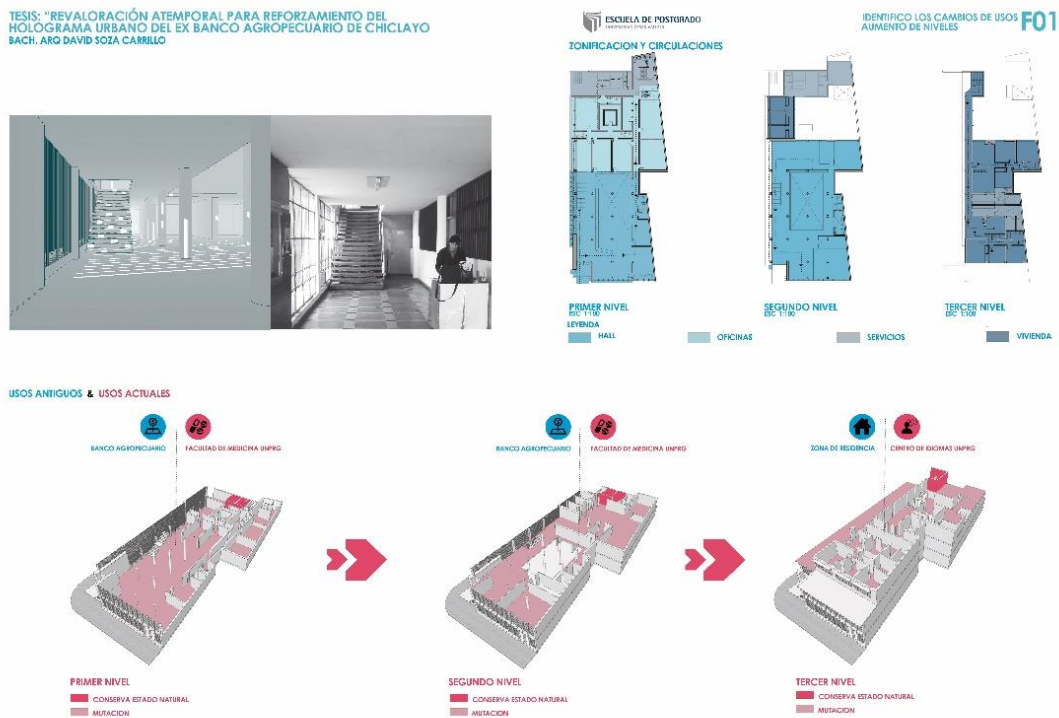 TESIS: "REVALORACIÓN ATEMPORAL PARA REFORZAMIENTO DEL
HOLOGRAMA URBANO DEL EX BANCO AGROPECUARIO DE CHICLAYO
BACH. ARQ DAVID SOZA CARRILLO
ESCUELA DE POSTGRADO
UNIVERSIDAD CÉSAR VALLEJO
IDENTIFICO LOS CAMBIOS DE USOS
AUMENTO DE NIVELES
F01
ZONIFICACION Y CIRCULACIONES
PRIMER NIVEL
ESC 1:100
SEGUNDO NIVEL
ESC 1:100
TERCER NIVEL
ESC 1:100
LEYENDA
HALL
OFICINAS
SERVICIOS
VIVIENDA
USOS ANTIGUOS & USOS ACTUALES
BANCO AGROPECUARIO
FACULTAD DE MEDICINA UNPRG
BANCO AGROPECUARIO
FACULTAD DE MEDICINA UNPRG
ZONA DE RESIDENCIA
CENTRO DE IDIOMAS UNPRG
PRIMER NIVEL
CONSERVA ESTADO NATURAL
MUTACION
SEGUNDO NIVEL
CONSERVA ESTADO NATURAL
MUTACION
TERCER NIVEL
CONSERVA ESTADO NATURAL
MUTACION